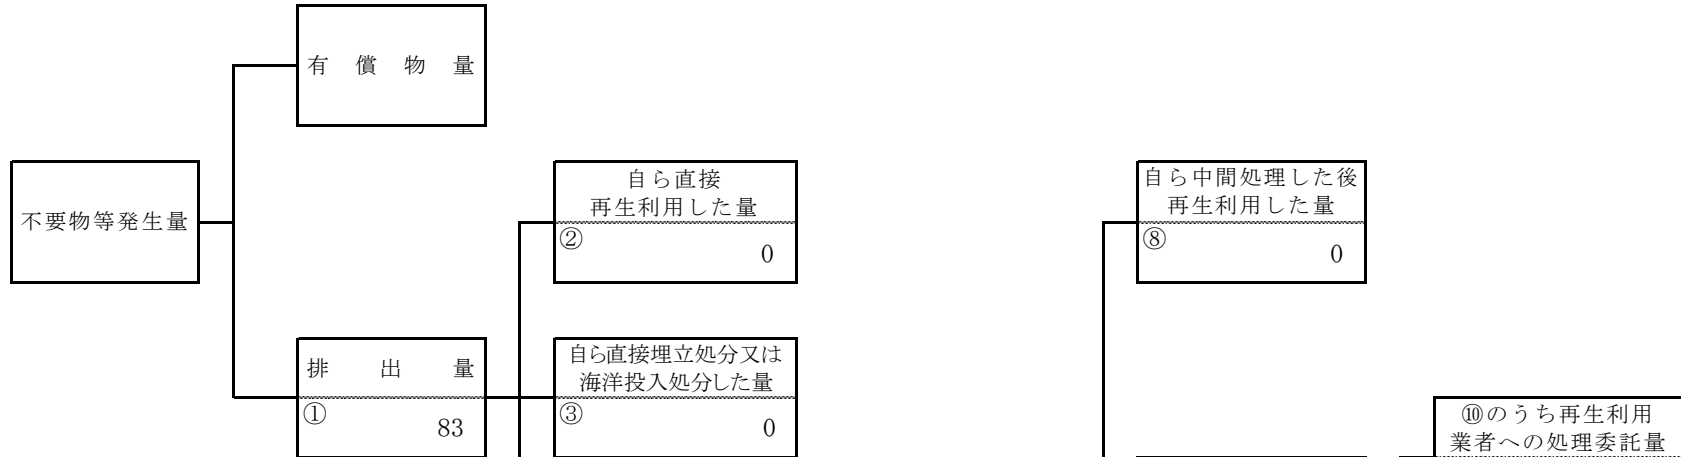 有償物量
不要物等発生量
自ら直接
再生利用した量
②
0
自ら中間処理した後
再生利用した量
⑧
0
排出量
①
83
自ら直接埋立処分又は
海洋投入処分した量
③
0
⑩のうち再生利用
業者への処理委託量